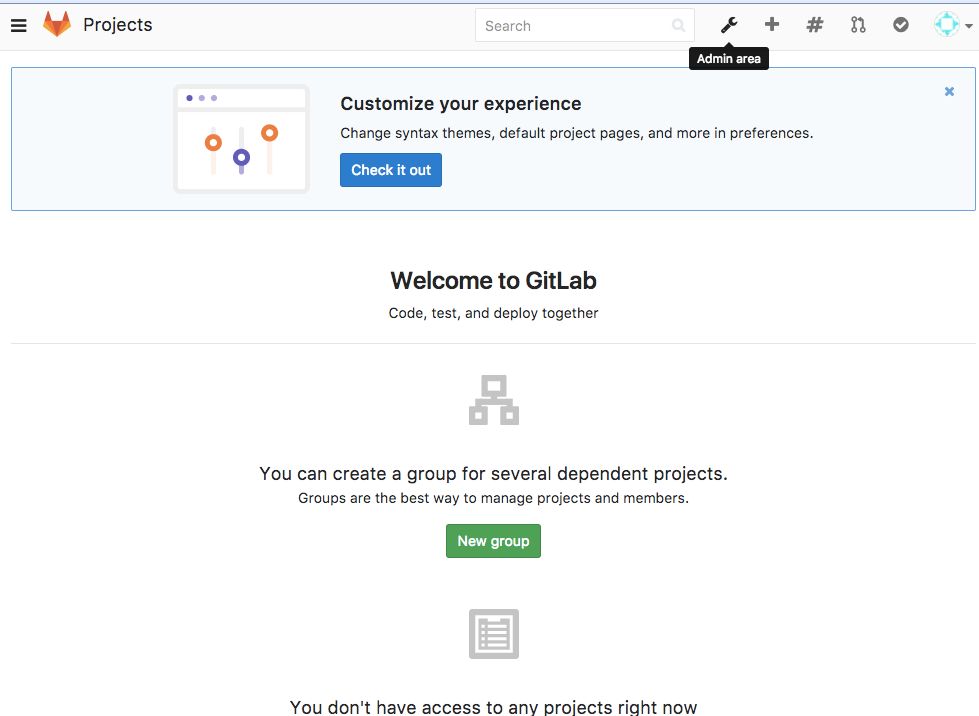 Projects
Search
Admin area
Customize your experience
Change syntax themes, default project pages, and more in preferences.
Check it out
Welcome to GitLab
Code, test, and deploy together
You can create a group for several dependent projects.
Groups are the best way to manage projects and members.
New group
You don't have access to any projects right now